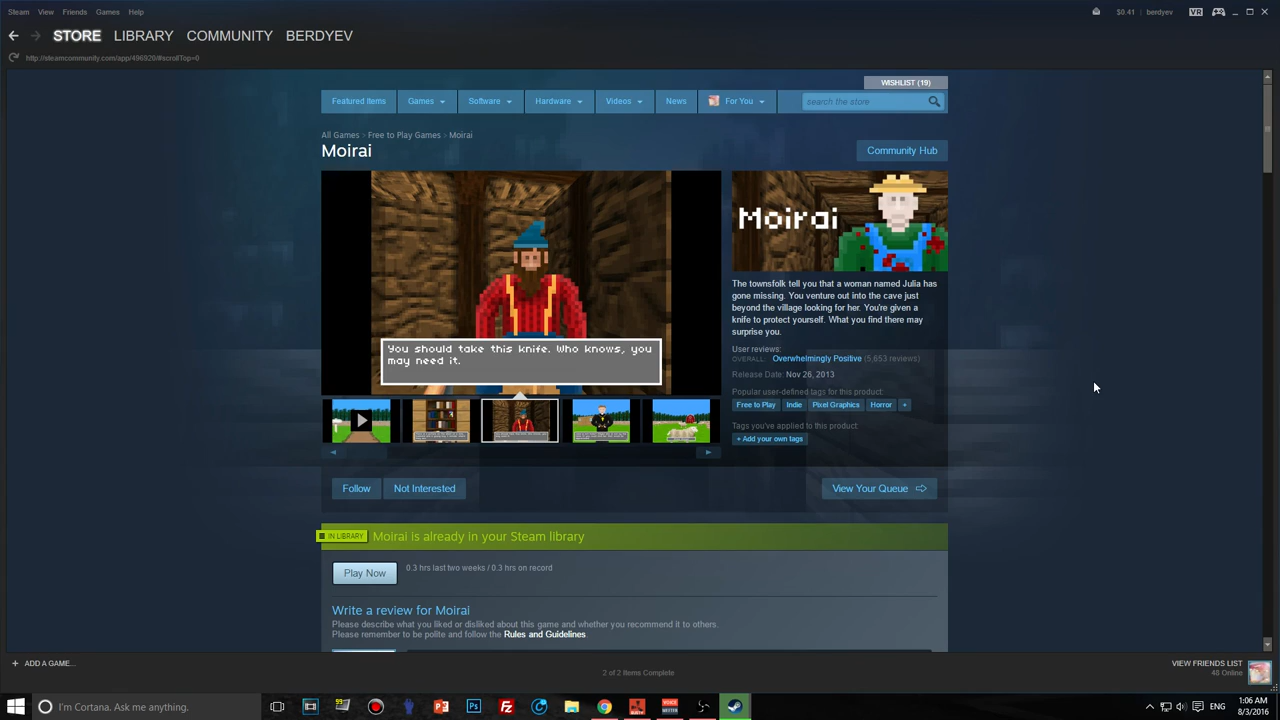 Steam View Friends Games Help
$0.41 berdyev VR
STORE LIBRARY COMMUNITY BERDYEV
http://steamcommunity.com/app/496920/#scrollTop=0
WISHLIST (19)
Featured Items Games Software Hardware Videos News For You search the store
All Games > Free to Play Games > Moirai
Moirai
Community Hub
Moirai
You should take this knife. Who knows, you
may need it.
The townsfolk tell you that a woman named Julia has
gone missing. You venture out into the cave just
beyond the village looking for her. You're given a
knife to protect yourself. What you find there may
surprise you.
User reviews:
OVERALL: Overwhelmingly Positive (5,653 reviews)
Release Date: Nov 26, 2013
Popular user-defined tags for this product:
Free to Play Indie Pixel Graphics Horror +
Tags you've applied to this product:
+ Add your own tags
Follow Not Interested View Your Queue
IN LIBRARY Moirai is already in your Steam library
Play Now 0.3 hrs last two weeks / 0.3 hrs on record
Write a review for Moirai
Please describe what you liked or disliked about this game and whether you recommend it to others.
Please remember to be polite and follow the Rules and Guidelines.
+ ADD A GAME...
2 of 2 Items Complete
VIEW FRIENDS LIST
48 Online
I'm Cortana. Ask me anything.
ENG
1:06 AM
8/3/2016